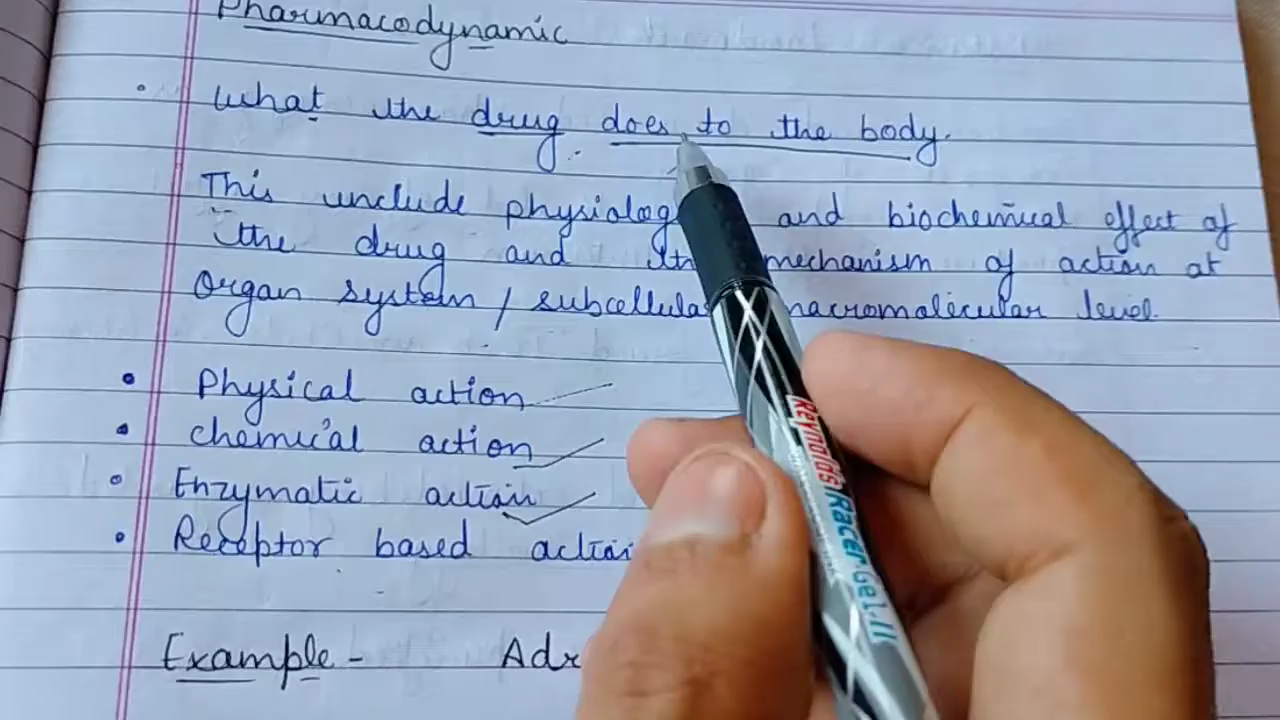 Pharmacodynamic
What the drug does to the body.
This include physiolog and biochemical effect of
the drug and mechanism of action at
Organ system / subcellula macromolecular level.
Physical action
chemical action
Enzymatic action
Receptor based action
Example - Adr
Reynolds Racer Gel·II